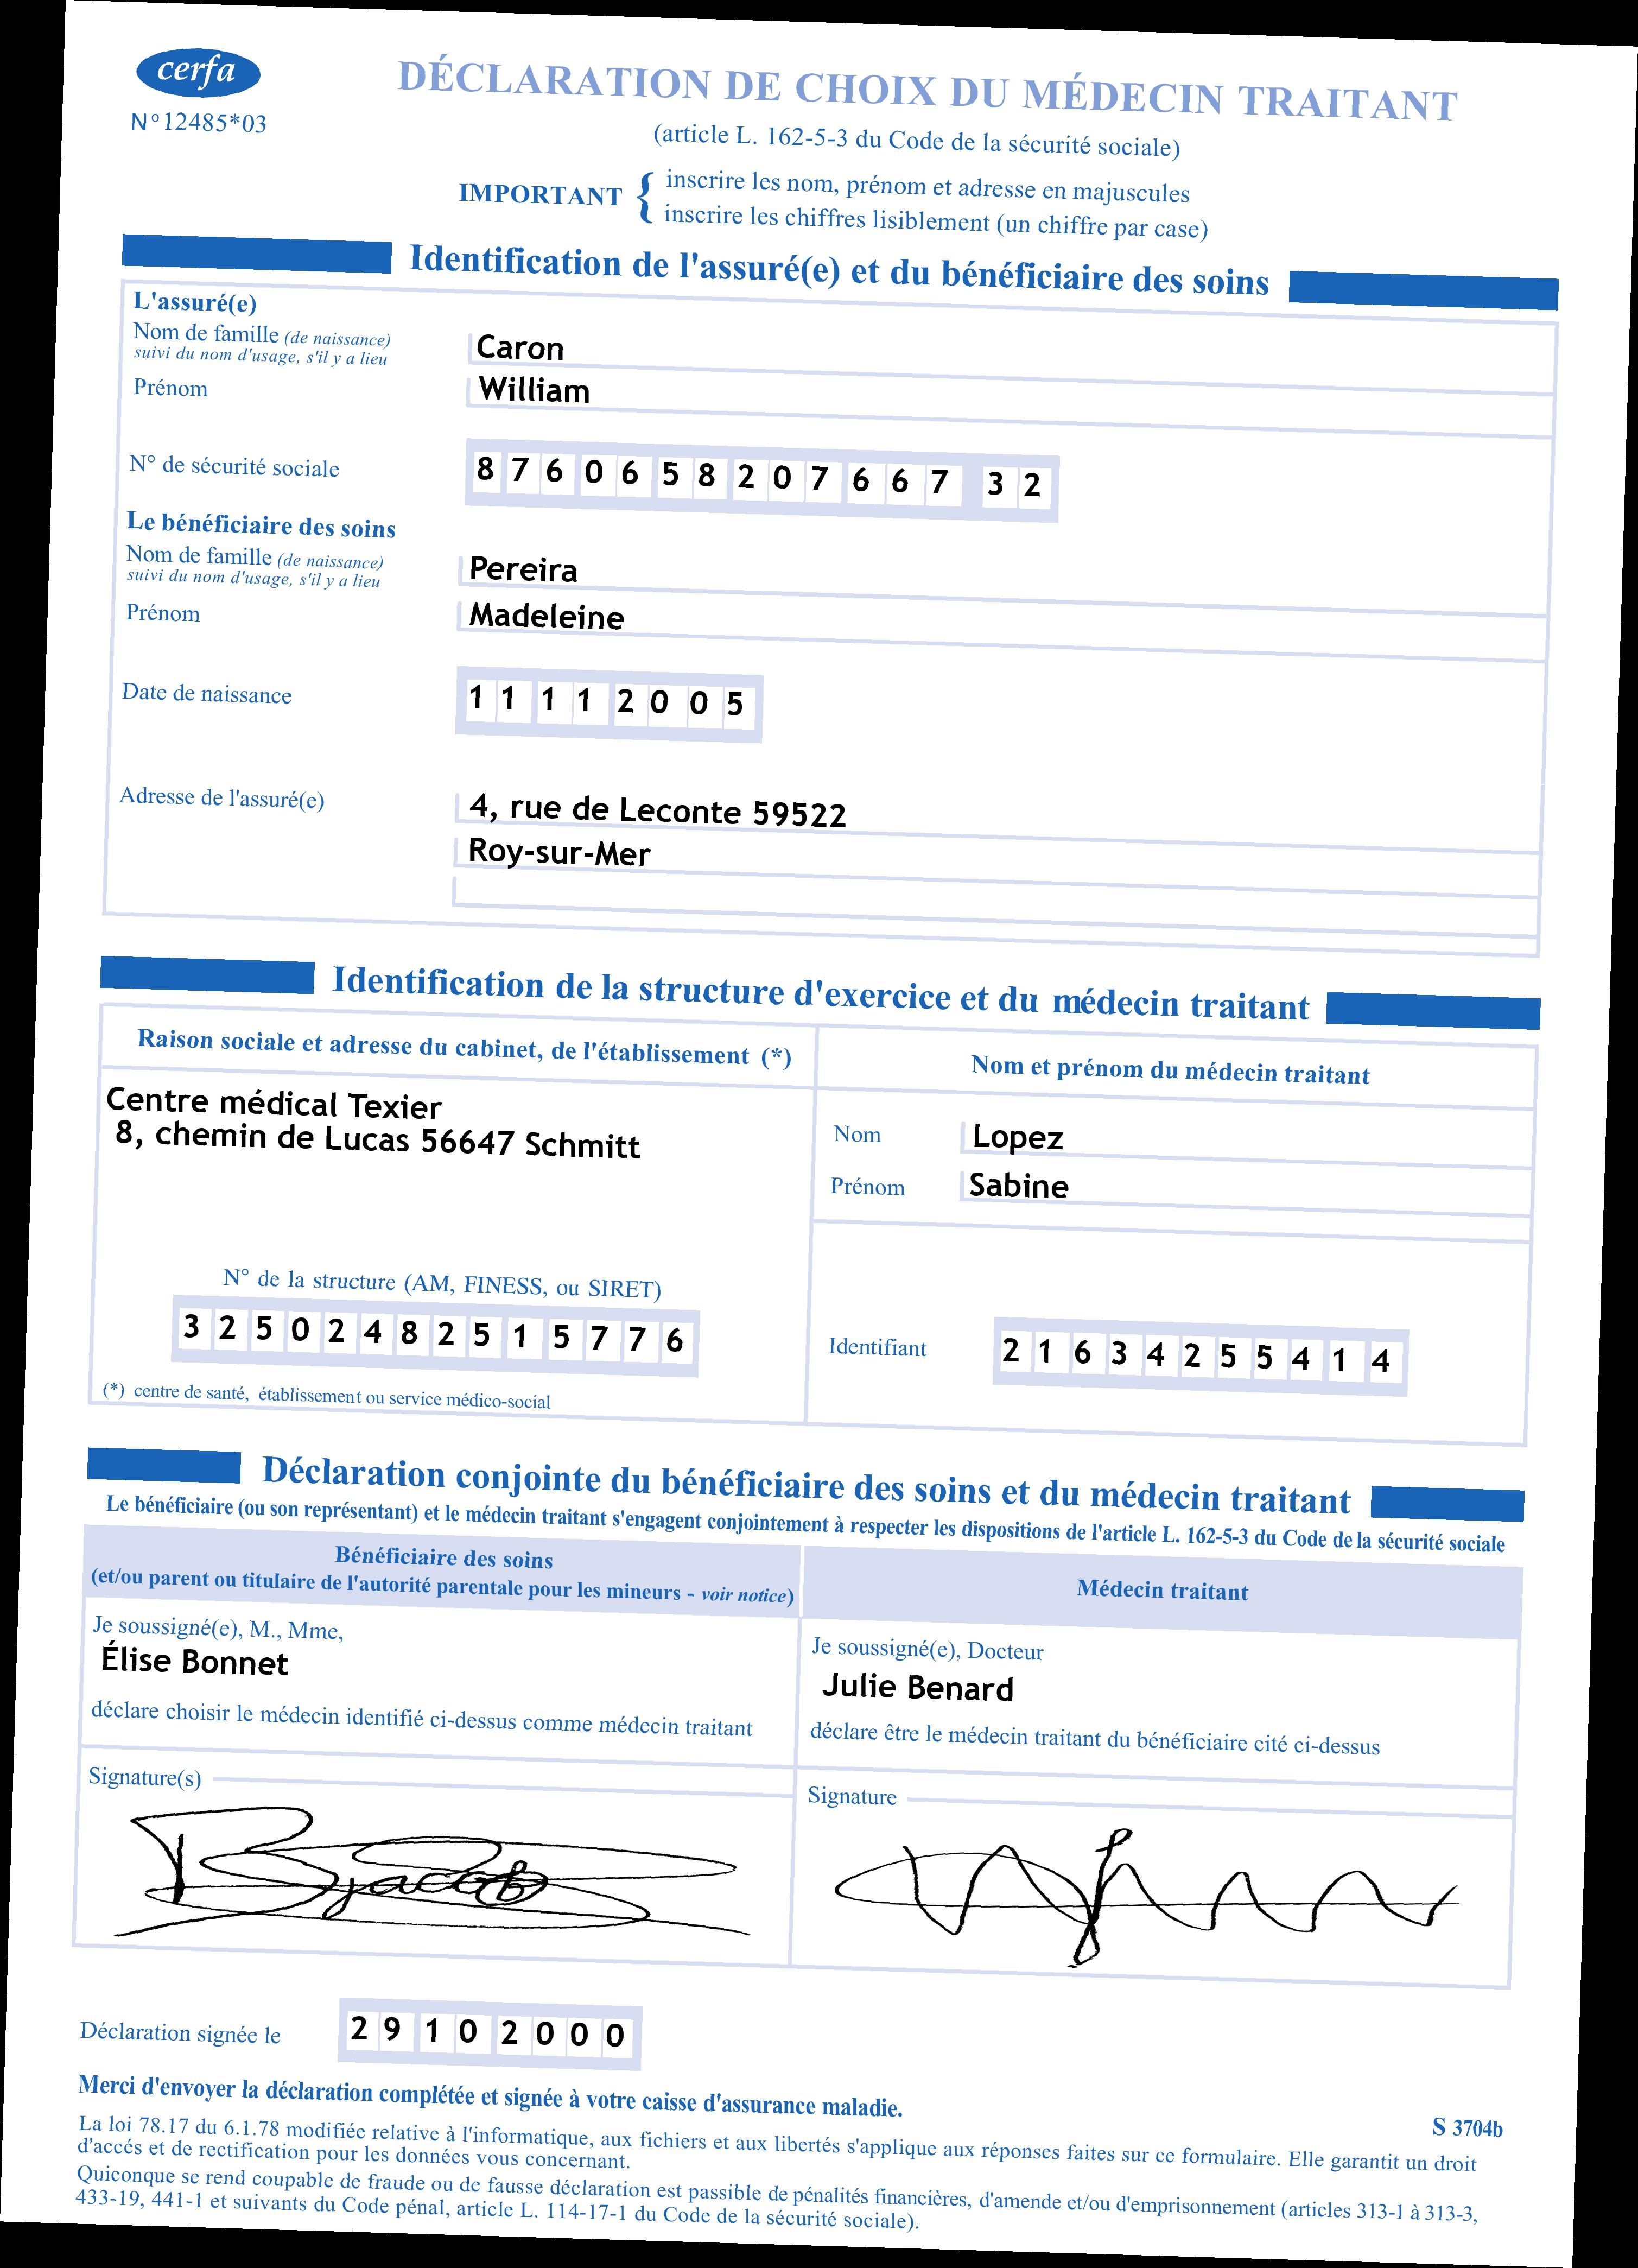 cerfa
N°12485*03
DÉCLARATION DE CHOIX DU MÉDECIN TRAITANT
(article L. 162-5-3 du Code de la sécurité sociale)
IMPORTANT { inscrire les nom, prénom et adresse en majuscules
inscrire les chiffres lisiblement (un chiffre par case)
Identification de l'assuré(e) et du bénéficiaire des soins
L'assuré(e)
Nom de famille (de naissance)
suivi du nom d'usage, s'il y a lieu
Caron
Prénom
William
N° de sécurité sociale
8 7 6 0 6 5 8 2 0 7 6 6 7 3 2
Le bénéficiaire des soins
Nom de famille (de naissance)
suivi du nom d'usage, s'il y a lieu
Pereira
Prénom
Madeleine
Date de naissance
1 1 1 1 2 0 0 5
Adresse de l'assuré(e)
4, rue de Leconte 59522
Roy-sur-Mer
Identification de la structure d'exercice et du médecin traitant
Raison sociale et adresse du cabinet, de l'établissement (*)
Centre médical Texier
8, chemin de Lucas 56647 Schmitt
N° de la structure (AM, FINESS, ou SIRET)
3 2 5 0 2 4 8 2 5 1 5 7 7 6
(*) centre de santé, établissement ou service médico-social
Nom et prénom du médecin traitant
Nom
Lopez
Prénom
Sabine
Identifiant
2 1 6 3 4 2 5 5 4 1 4
Déclaration conjointe du bénéficiaire des soins et du médecin traitant
Le bénéficiaire (ou son représentant) et le médecin traitant s'engagent conjointement à respecter les dispositions de l'article L. 162-5-3 du Code de la sécurité sociale
Bénéficiaire des soins
(et/ou parent ou titulaire de l'autorité parentale pour les mineurs - voir notice)
Je soussigné(e), M., Mme,
Élise Bonnet
déclare choisir le médecin identifié ci-dessus comme médecin traitant
Signature(s)
Médecin traitant
Je soussigné(e), Docteur
Julie Benard
déclare être le médecin traitant du bénéficiaire cité ci-dessus
Signature
Déclaration signée le
2 9 1 0 2 0 0 0
Merci d'envoyer la déclaration complétée et signée à votre caisse d'assurance maladie.
S 3704b
La loi 78.17 du 6.1.78 modifiée relative à l'informatique, aux fichiers et aux libertés s'applique aux réponses faites sur ce formulaire. Elle garantit un droit
d'accés et de rectification pour les données vous concernant.
Quiconque se rend coupable de fraude ou de fausse déclaration est passible de pénalités financières, d'amende et/ou d'emprisonnement (articles 313-1 à 313-3,
433-19, 441-1 et suivants du Code pénal, article L. 114-17-1 du Code de la sécurité sociale).